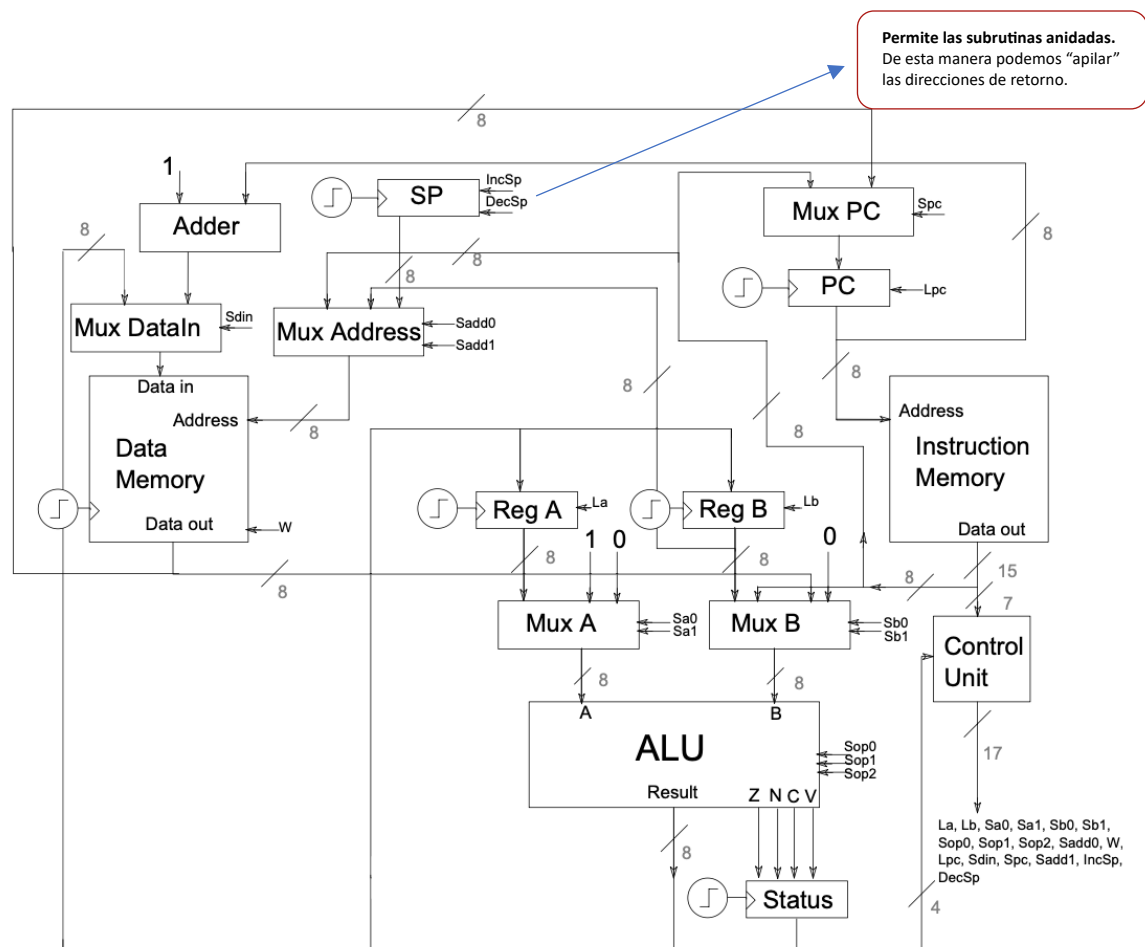 Permite las subrutinas anidadas.
De esta manera podemos “apilar”
las direcciones de retorno.
8
1
IncSp
DecSp
SP
Mux PC
Spc
Adder
8
8
8
8
PC
Lpc
Mux DataIn
Sdin
Mux Address
Sadd0
Sadd1
8
8
Data in
Address
8
Data
Memory
Data out
W
8
Address
Instruction
Memory
Data out
Reg A
La
Reg B
Lb
1 0
0
8
8
8
8
15
7
Mux A
Sa0
Sa1
Mux B
Sb0
Sb1
Control
Unit
8
8
A
B
ALU
Sop0
Sop1
Sop2
17
Result
Z N C V
8
La, Lb, Sa0, Sa1, Sb0, Sb1,
Sop0, Sop1, Sop2, Sadd0, W,
Lpc, Sdin, Spc, Sadd1, IncSp,
DecSp
Status
4